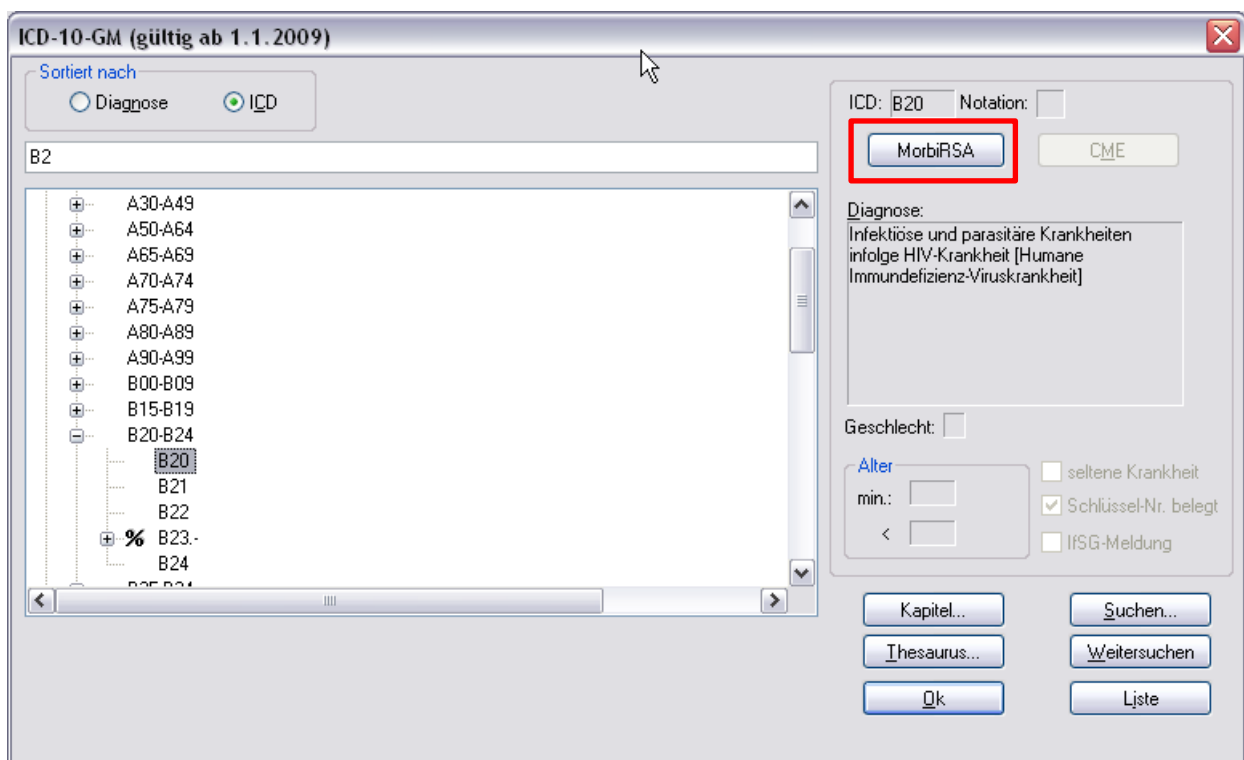 ICD-10-GM (gültig ab 1.1.2009)
Sortiert nach
Diagnose ICD
B2
A30-A49
A50-A64
A65-A69
A70-A74
A75-A79
A80-A89
A90-A99
B00-B09
B15-B19
B20-B24
B20
B21
B22
% B23.-
B24
ICD: B20 Notation:
MorbiRSA CME
Diagnose:
Infektiöse und parasitäre Krankheiten
infolge HIV-Krankheit [Humane
Immundefizienz-Viruskrankheit]
Geschlecht:
Alter
min.:
<
seltene Krankheit
Schlüssel-Nr. belegt
IfSG-Meldung
Kapitel... Suchen...
Thesaurus... Weitersuchen
Ok Liste